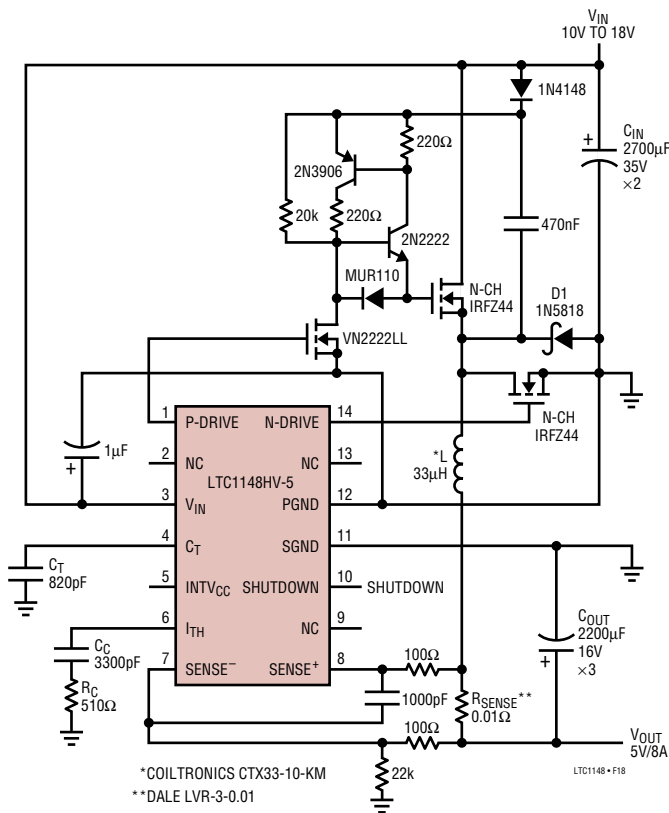 V_IN
10V TO 18V
1N4148
C_IN
2700µF
35V
×2
+
220Ω
2N3906
20k
220Ω
2N2222
470nF
MUR110
N-CH
IRFZ44
D1
1N5818
VN2222LL
N-CH
IRFZ44
1 P-DRIVE N-DRIVE 14
1µF
+
2 NC NC 13
LTC1148HV-5
*L
33µH
3 V_IN PGND 12
4 C_T SGND 11
C_T
820pF
5 INTV_CC SHUTDOWN 10 SHUTDOWN
6 I_TH NC 9
C_C
3300pF
C_OUT
2200µF
16V
×3
+
7 SENSE⁻ SENSE⁺ 8
100Ω
R_C
510Ω
1000pF
R_SENSE**
0.01Ω
100Ω
V_OUT
5V/8A
22k
*COILTRONICS CTX33-10-KM
**DALE LVR-3-0.01
LTC1148 • F18